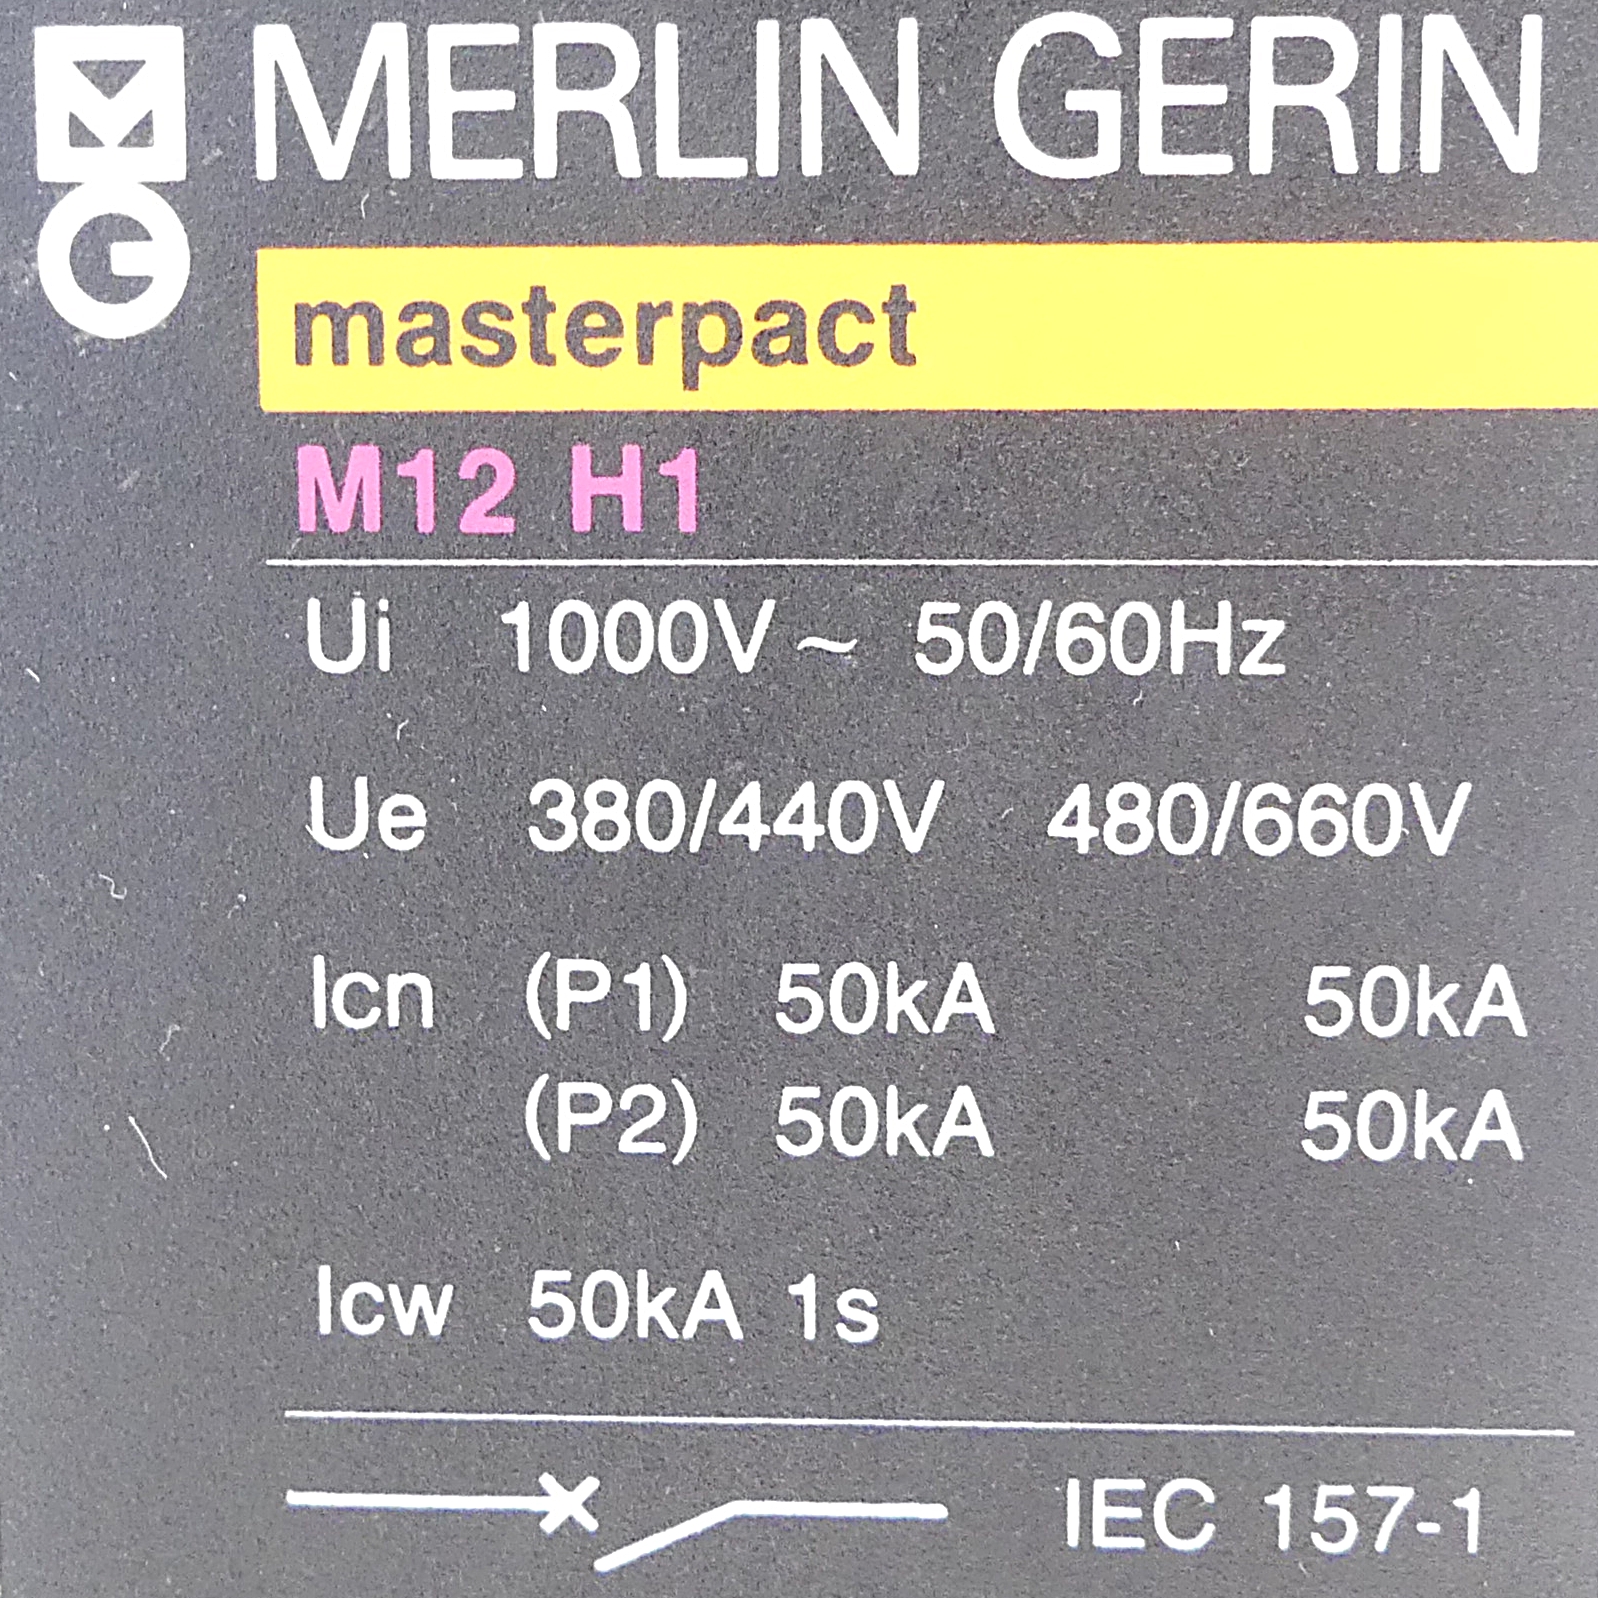 MG MERLIN GERIN
masterpact
M12 H1
Ui 1000V ~ 50/60Hz
Ue 380/440V 480/660V
Icn (P1) 50kA 50kA
(P2) 50kA 50kA
Icw 50kA 1s
IEC 157-1